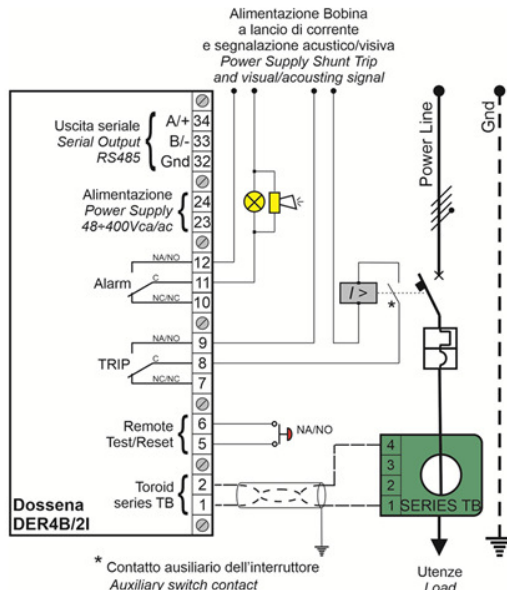 Alimentazione Bobina
a lancio di corrente
e segnalazione acustico/visiva
Power Supply Shunt Trip
and visual/acousting signal
Uscita seriale
Serial Output
RS485
A/+ 34
B/- 33
Gnd 32
Alimentazione
Power Supply
48÷400Vca/ac
24
23
Alarm
NA/NO 12
C 11
NC/NC 10
TRIP
NA/NO 9
C 8
NC/NC 7
Remote
Test/Reset
6
5
NA/NO
Toroid
series TB
2
1
Dossena
DER4B/2I
I >
*
Power Line
Gnd
4
3
2
1
SERIES TB
* Contatto ausiliario dell'interruttore
Auxiliary switch contact
Utenze
Load